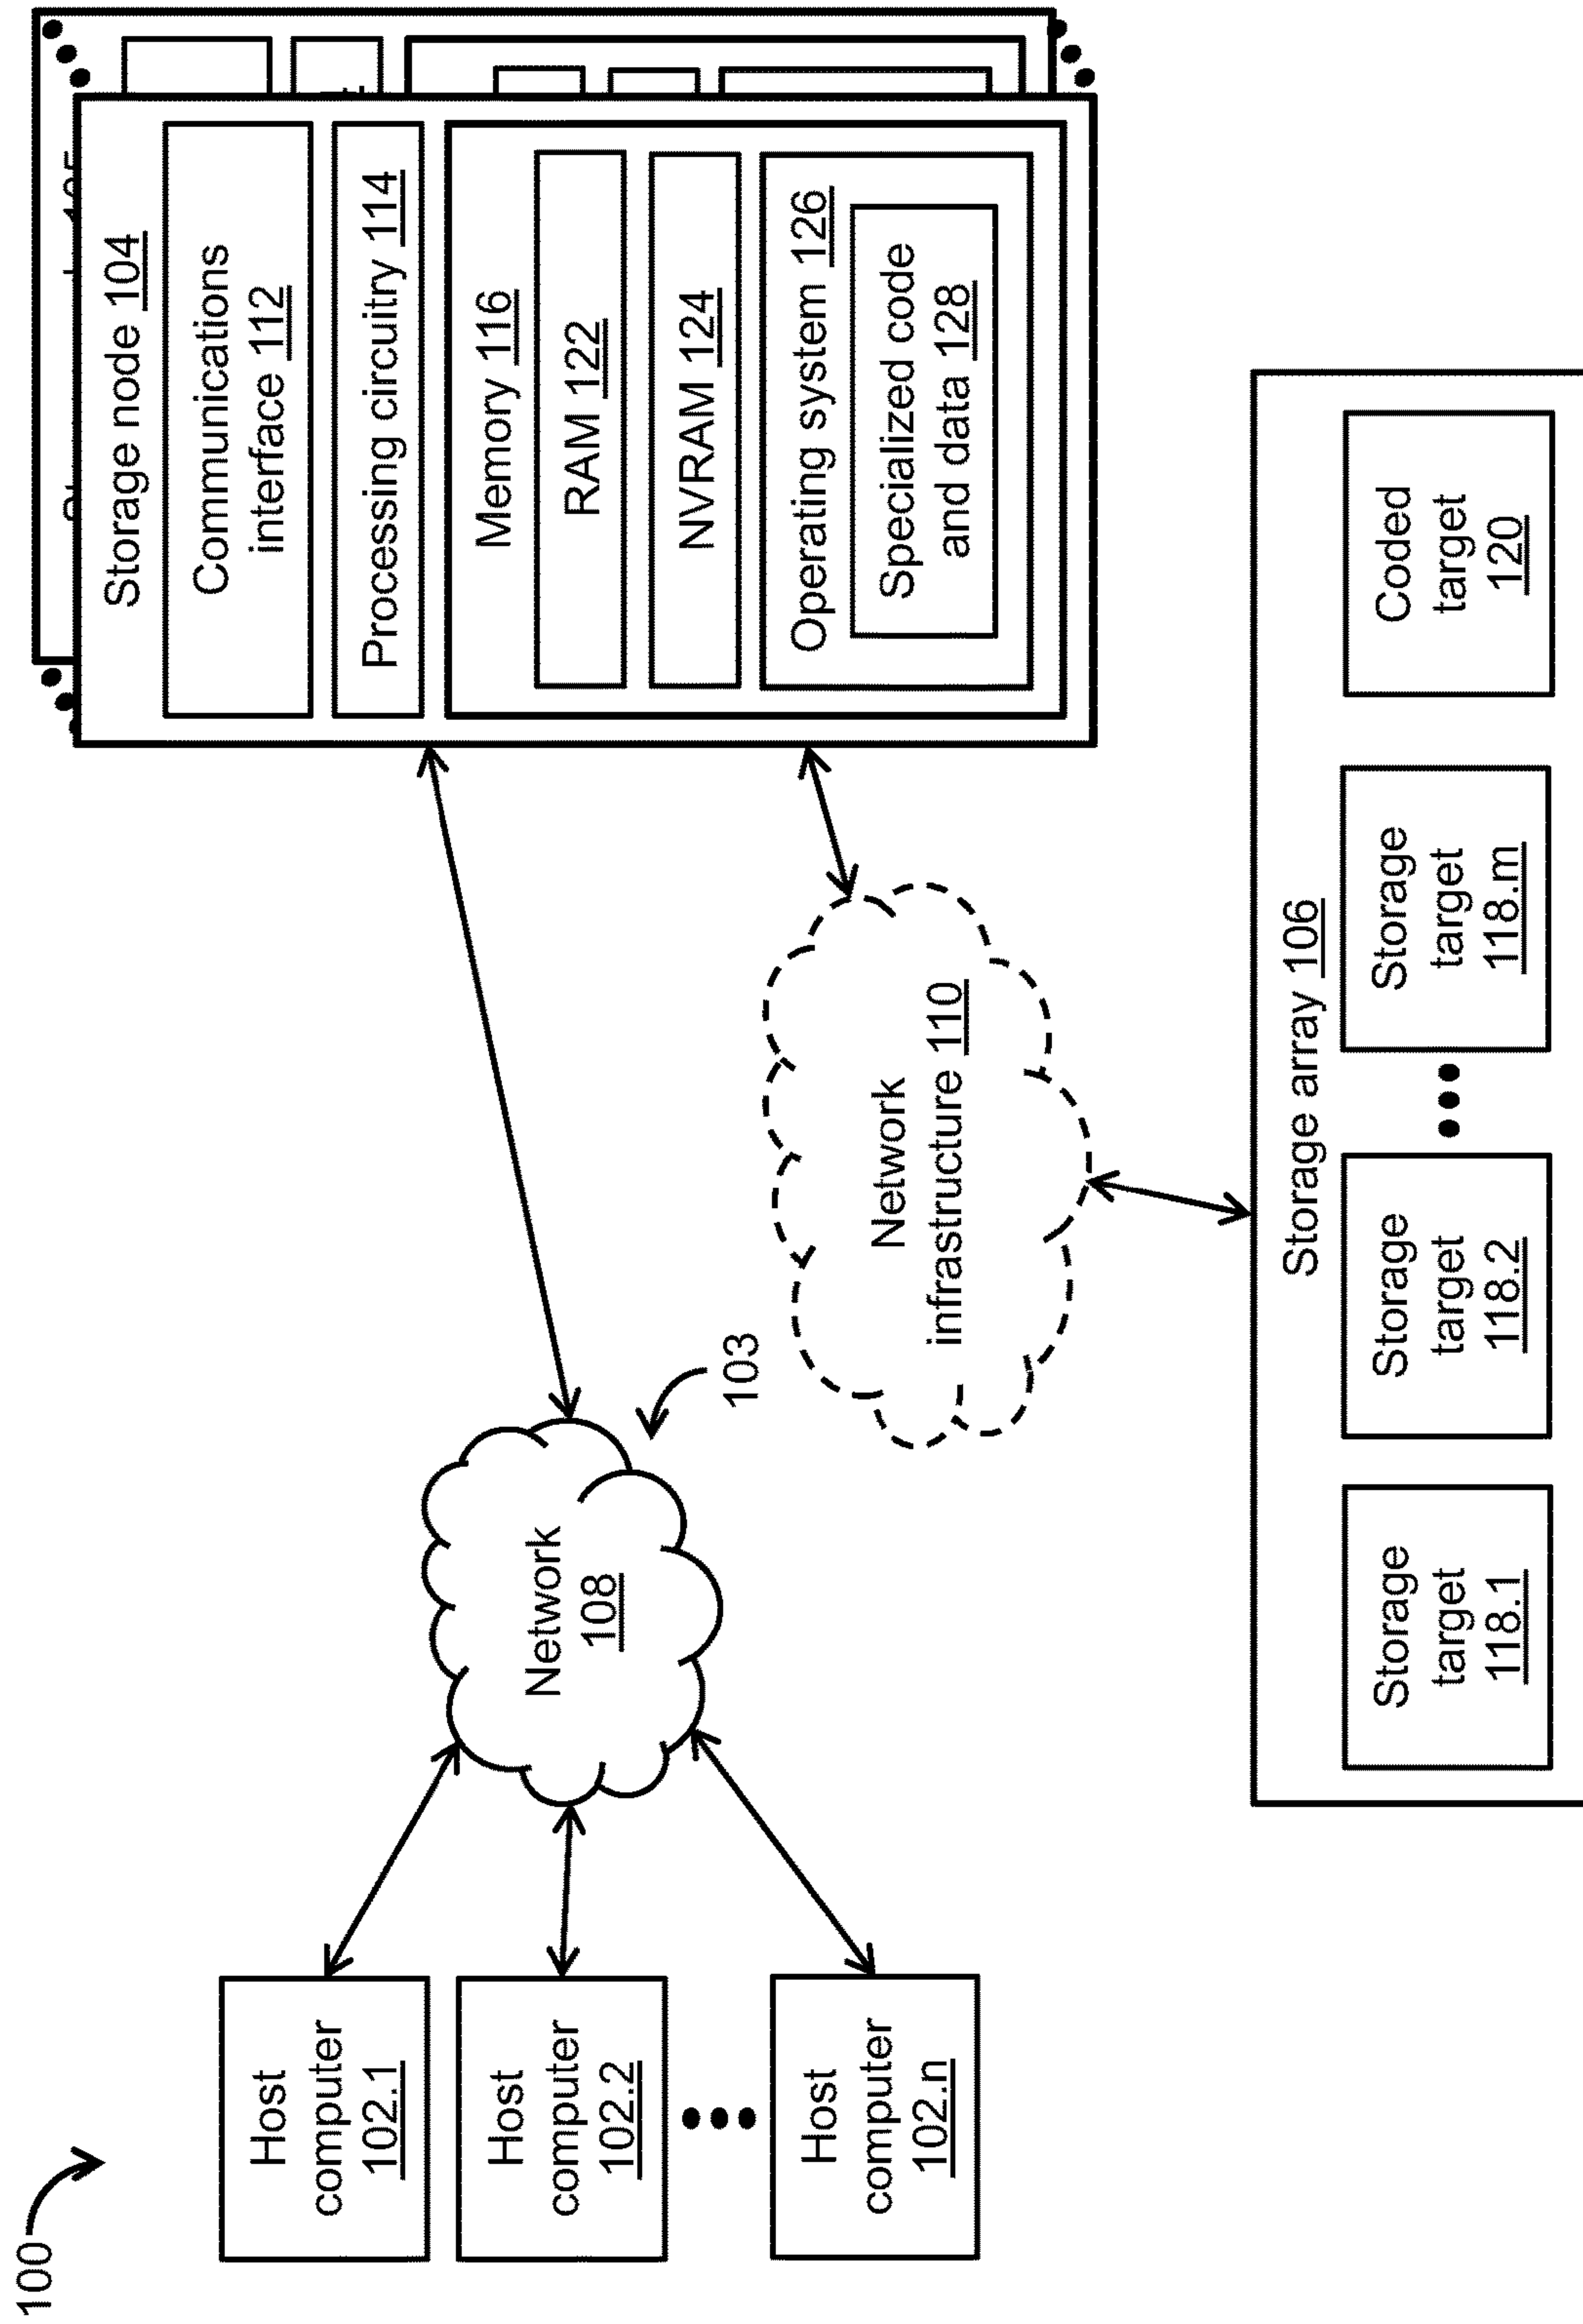 100
Host
computer
102.1
Host
computer
102.2
Host
computer
102.n
Network
108
103
Network
infrastructure 110
Storage node 104
Communications
interface 112
Processing circuitry 114
Memory 116
RAM 122
NVRAM 124
Operating system 126
Specialized code
and data 128
Storage array 106
Storage
target
118.1
Storage
target
118.2
Storage
target
118.m
Coded
target
120